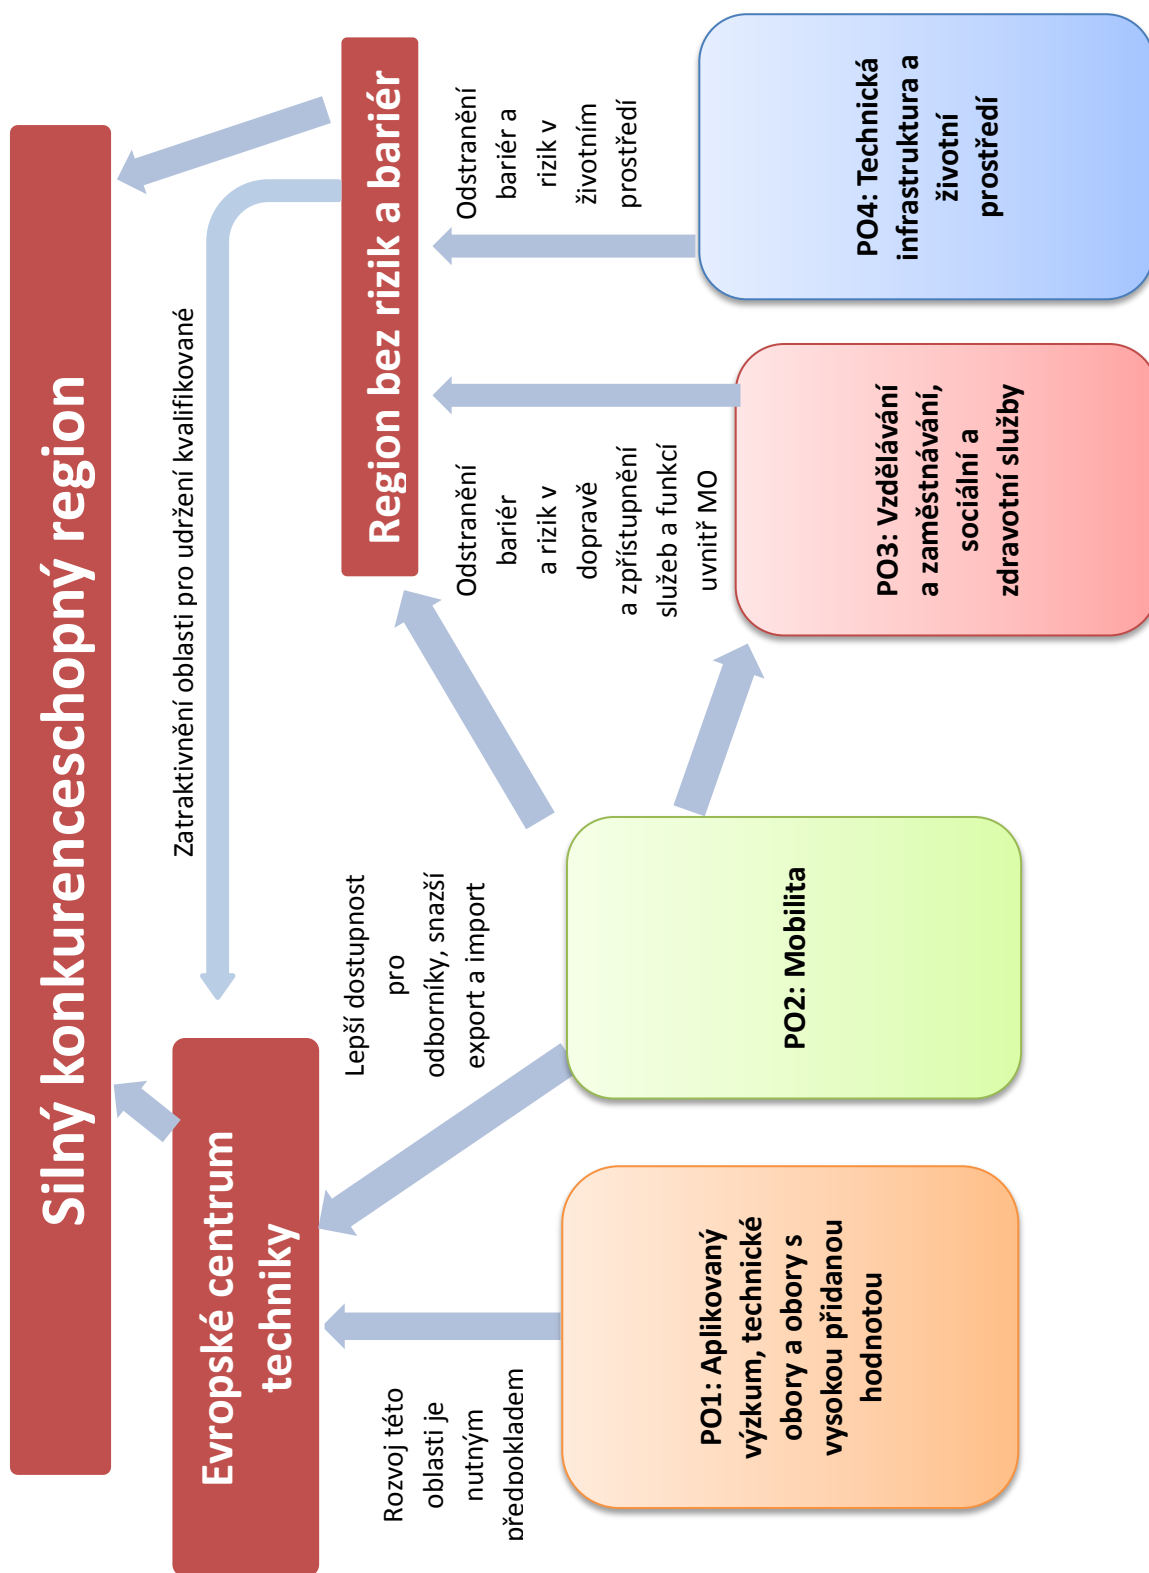 Silný konkurenceschopný region
Zatraktivnění oblasti pro udržení kvalifikované
Evropské centrum
techniky
Region bez rizik a bariér
Rozvoj této
oblasti je
nutným
předpokladem
Lepší dostupnost
pro
odborníky, snazší
export a import
Odstranění
bariér
a rizik v
dopravě
a zpřístupnění
služeb a funkcí
uvnitř MO
Odstranění
bariér a
rizik v
životním
prostředí
PO1: Aplikovaný
výzkum, technické
obory a obory s
vysokou přidanou
hodnotou
PO2: Mobilita
PO3: Vzdělávání
a zaměstnávání,
sociální a
zdravotní služby
PO4: Technická
infrastruktura a
životní
prostředí